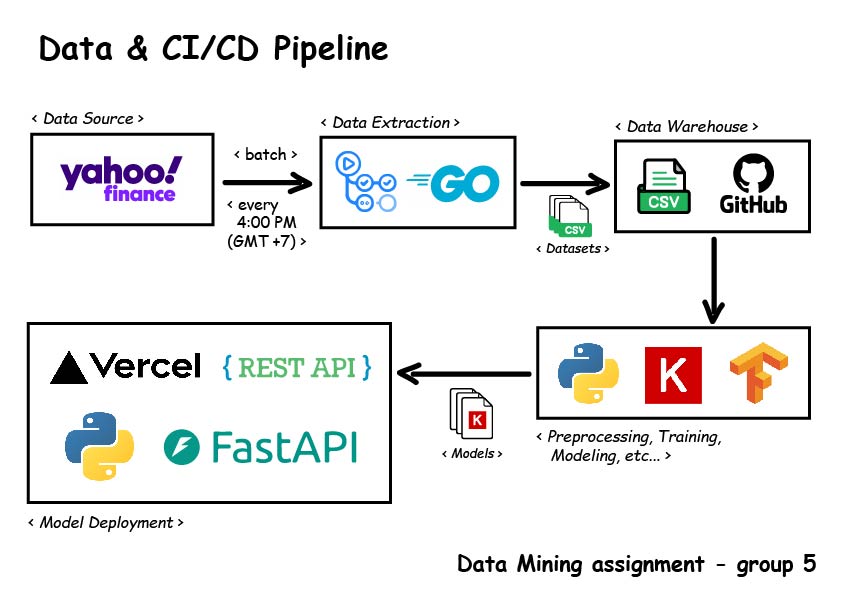 Data & CI/CD Pipeline
< Data Source >
yahoo!
finance
< batch >
< every
4:00 PM
(GMT +7) >
< Data Extraction >
GO
CSV
< Datasets >
< Data Warehouse >
CSV
GitHub
K
< Preprocessing, Training,
Modeling, etc... >
K
< Models >
Vercel
{ REST API }
FastAPI
< Model Deployment >
Data Mining assignment - group 5